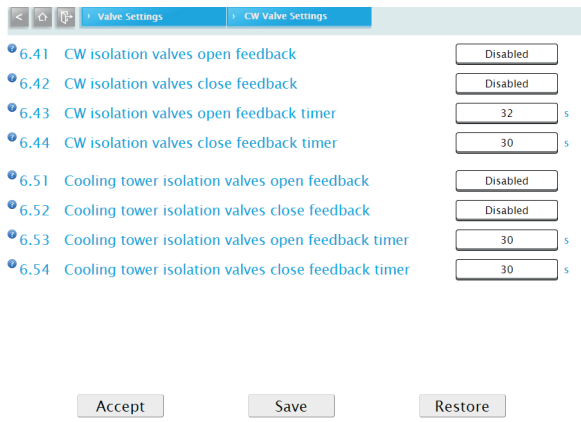 < Valve Settings CW Valve Settings
? 6.41 CW isolation valves open feedback Disabled
? 6.42 CW isolation valves close feedback Disabled
? 6.43 CW isolation valves open feedback timer 32 s
? 6.44 CW isolation valves close feedback timer 30 s
? 6.51 Cooling tower isolation valves open feedback Disabled
? 6.52 Cooling tower isolation valves close feedback Disabled
? 6.53 Cooling tower isolation valves open feedback timer 30 s
? 6.54 Cooling tower isolation valves close feedback timer 30 s
Accept Save Restore